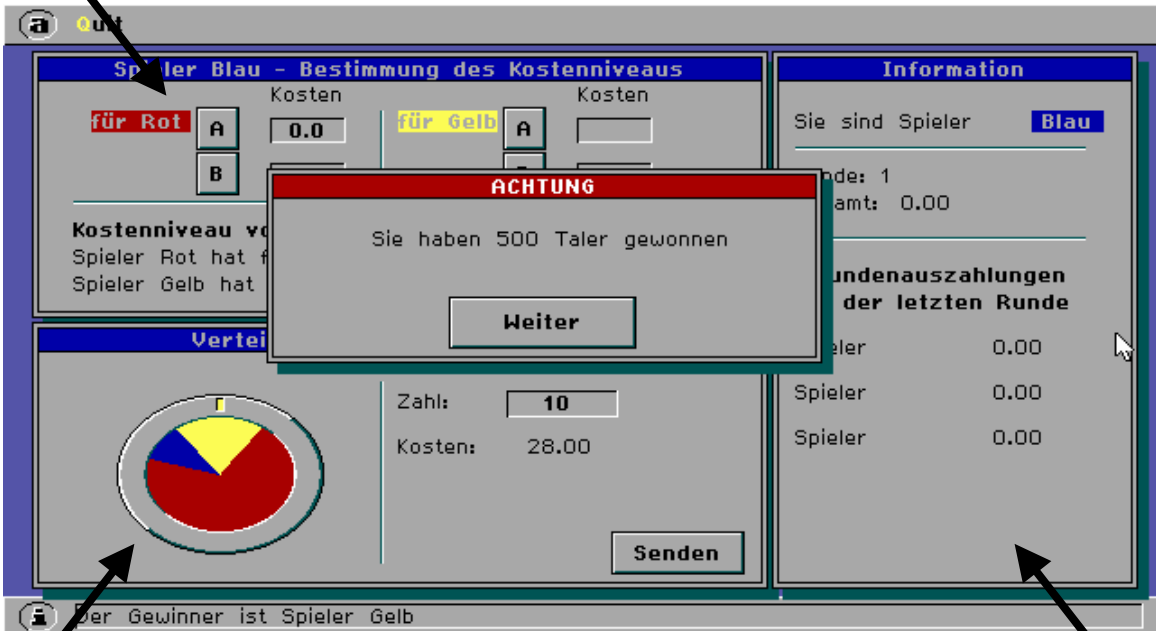 a Quit
Spieler Blau - Bestimmung des Kostenniveaus
Kosten
Kosten
für Rot A 0.0
für Gelb A
B
Kostenniveau
Spieler Rot hat
Spieler Gelb hat
ACHTUNG
Sie haben 500 Taler gewonnen
Weiter
Zahl: 10
Kosten: 28.00
Senden
Information
Sie sind Spieler Blau
1
0.00
der letzten Runde
0.00
Spieler 0.00
Spieler 0.00
i Der Gewinner ist Spieler Gelb